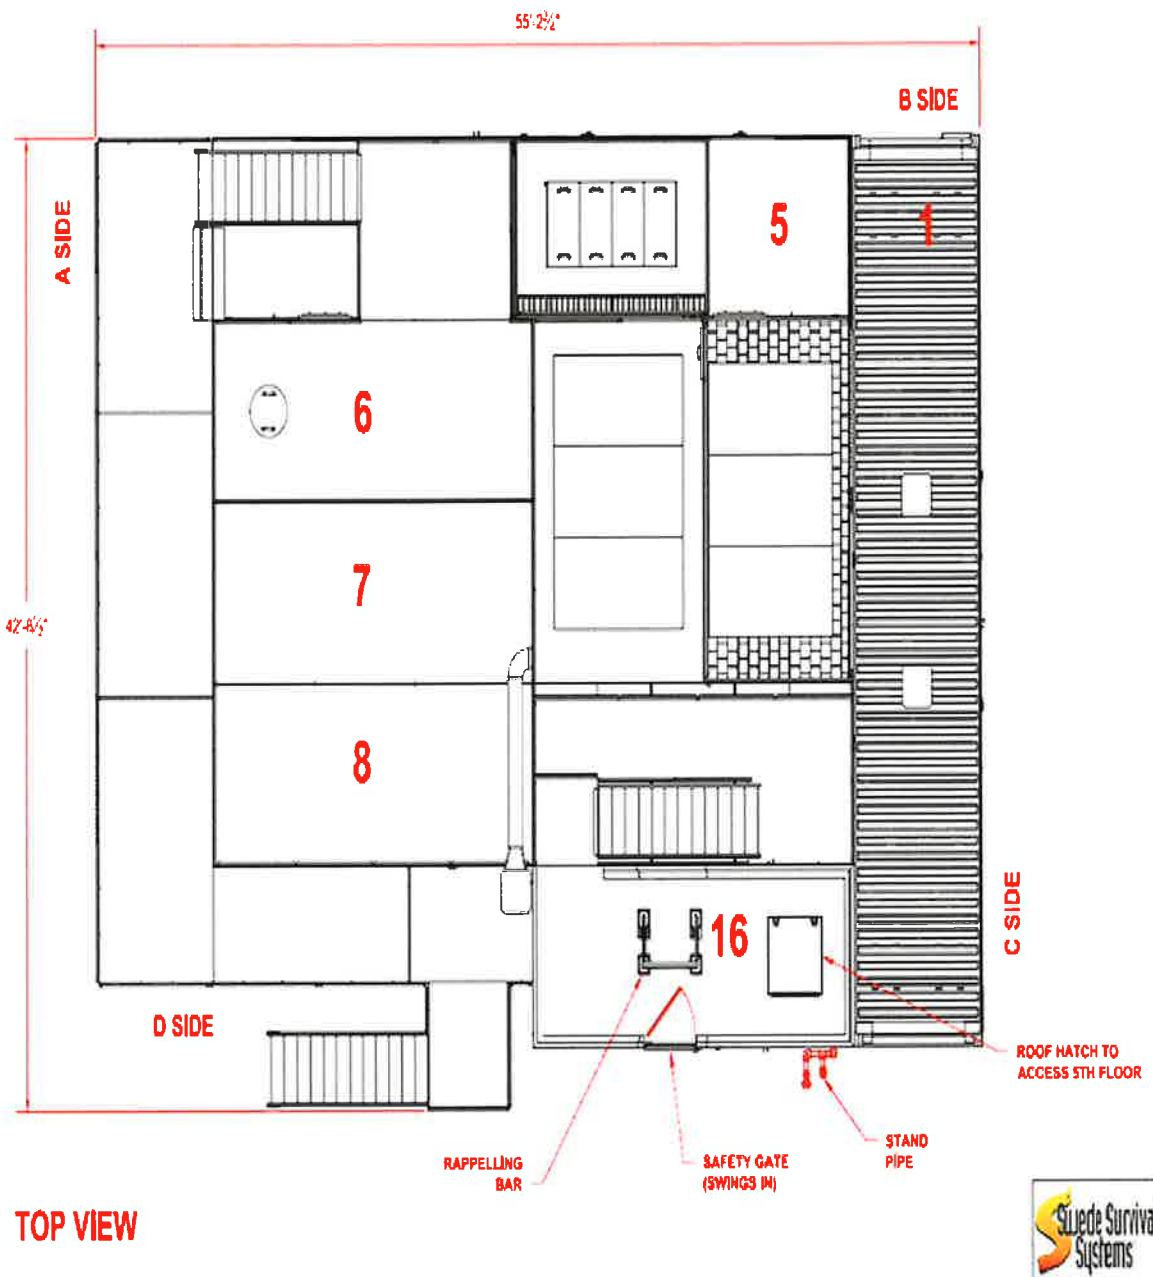 55'-2½"
B SIDE
A SIDE
5
1
6
7
42'-8½"
8
16
C SIDE
D SIDE
ROOF HATCH TO
ACCESS 5TH FLOOR
STAND
PIPE
RAPPELLING
BAR
SAFETY GATE
(SWINGS IN)
TOP VIEW
Swede Surviva
Systems